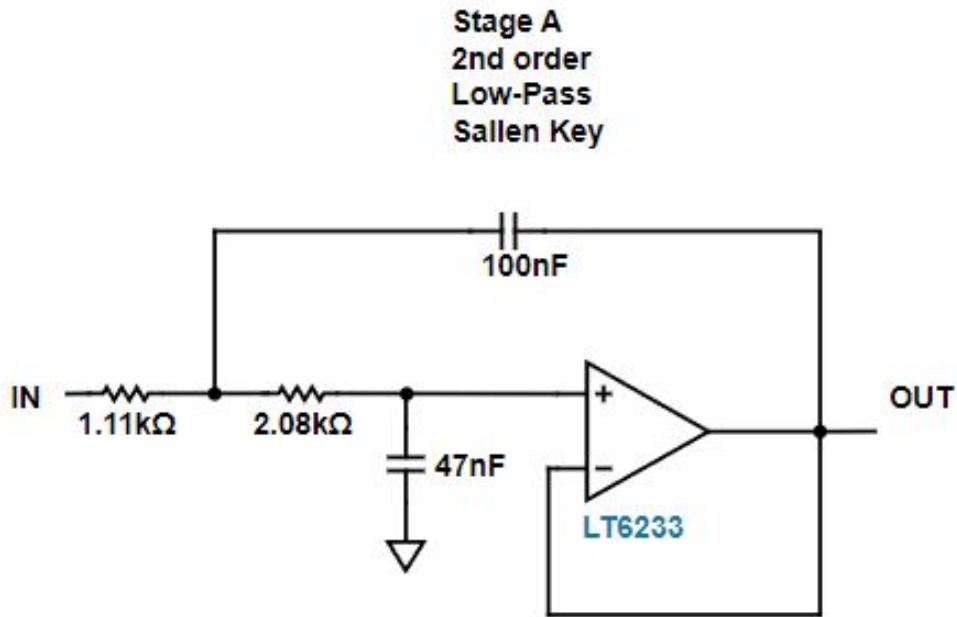 Stage A
2nd order
Low-Pass
Sallen Key
100nF
IN
1.11kΩ
2.08kΩ
+
OUT
47nF
−
LT6233